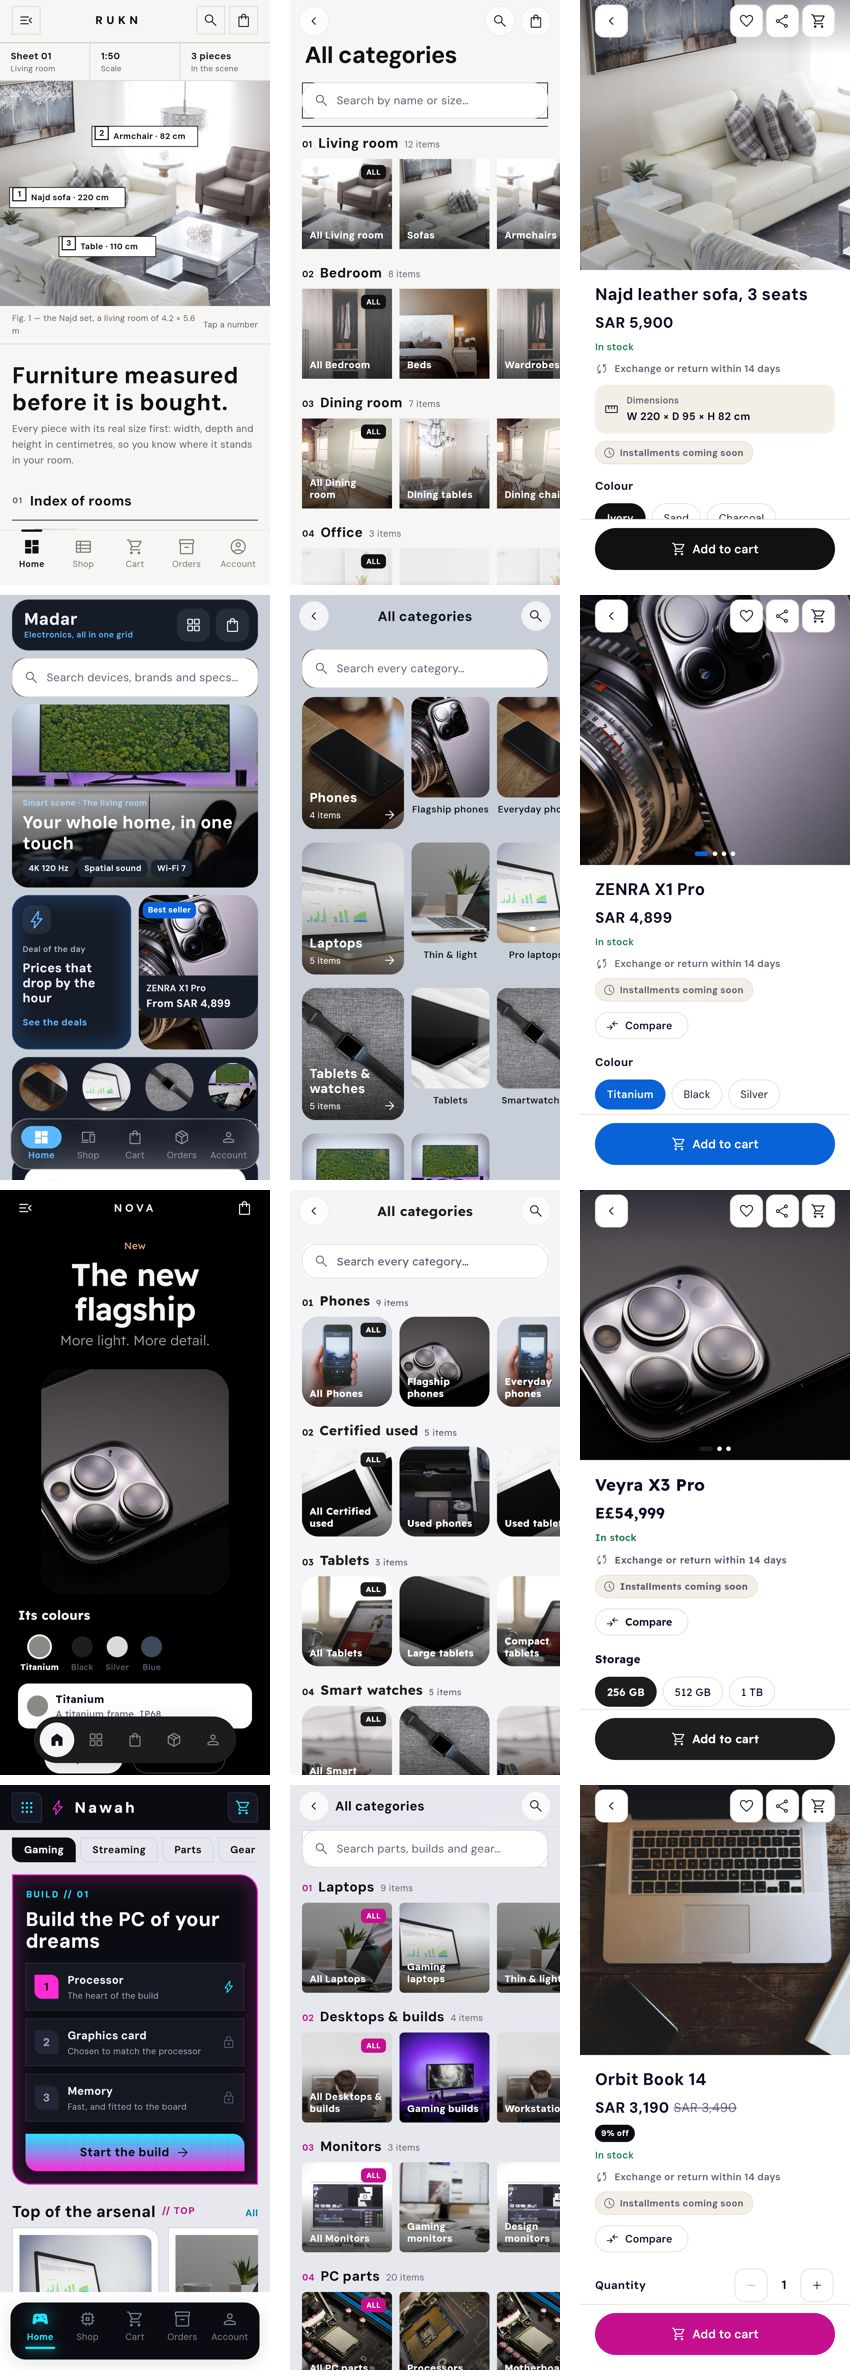 RUKN
Sheet 01
Living room
1:50
Scale
3 pieces
In the scene
2 Armchair · 82 cm
1 Najd sofa · 220 cm
3 Table · 110 cm
Fig. 1 — the Najd set, a living room of 4.2 × 5.6 m
Tap a number
Furniture measured
before it is bought.
Every piece with its real size first: width, depth and
height in centimetres, so you know where it stands
in your room.
01 Index of rooms
Home
Shop
Cart
Orders
Account
All categories
Search by name or size...
01 Living room 12 items
ALL
All Living room
Sofas
Armchairs
02 Bedroom 8 items
ALL
All Bedroom
Beds
Wardrobes
03 Dining room 7 items
ALL
All Dining room
Dining tables
Dining chai
04 Office 3 items
ALL
Najd leather sofa, 3 seats
SAR 5,900
In stock
Exchange or return within 14 days
Dimensions
W 220 × D 95 × H 82 cm
Installments coming soon
Colour
Ivory
Sand
Charcoal
Add to cart
Madar
Electronics, all in one grid
Search devices, brands and specs...
Smart scene · The living room
Your whole home, in one
touch
4K 120 Hz
Spatial sound
Wi-Fi 7
Deal of the day
Prices that
drop by the
hour
See the deals
Best seller
ZENRA X1 Pro
From SAR 4,899
Home
Shop
Cart
Orders
Account
All categories
Search every category...
Phones
4 items
Flagship phones
Everyday pho
Laptops
5 items
Thin & light
Pro laptops
Tablets &
watches
5 items
Tablets
Smartwatch
ZENRA X1 Pro
SAR 4,899
In stock
Exchange or return within 14 days
Installments coming soon
Compare
Colour
Titanium
Black
Silver
Add to cart
NOVA
New
The new
flagship
More light. More detail.
Its colours
Titanium
Black
Silver
Blue
Titanium
A titanium frame, IP68
All categories
Search every category...
01 Phones 9 items
ALL
All Phones
Flagship
phones
Everyday
phones
02 Certified used 5 items
ALL
All Certified
used
Used phones
Used tablet
03 Tablets 3 items
ALL
All Tablets
Large tablets
Compact
tablets
04 Smart watches 5 items
ALL
All Smart
Veyra X3 Pro
E£54,999
In stock
Exchange or return within 14 days
Installments coming soon
Compare
Storage
256 GB
512 GB
1 TB
Add to cart
Nawah
Gaming
Streaming
Parts
Gear
BUILD // 01
Build the PC of your
dreams
1 Processor
The heart of the build
2 Graphics card
Chosen to match the processor
3 Memory
Fast, and fitted to the board
Start the build
Top of the arsenal // TOP
All
Home
Shop
Cart
Orders
Account
All categories
Search parts, builds and gear...
01 Laptops 9 items
ALL
All Laptops
Gaming
laptops
Thin & light
02 Desktops & builds 4 items
ALL
All Desktops &
builds
Gaming builds
Workstatio
03 Monitors 3 items
ALL
All Monitors
Gaming
monitors
Design
monitors
04 PC parts 20 items
ALL
All PC parts
Processors
Motherboa
Orbit Book 14
SAR 3,190 SAR 3,490
9% off
In stock
Exchange or return within 14 days
Installments coming soon
Compare
Quantity
1
Add to cart